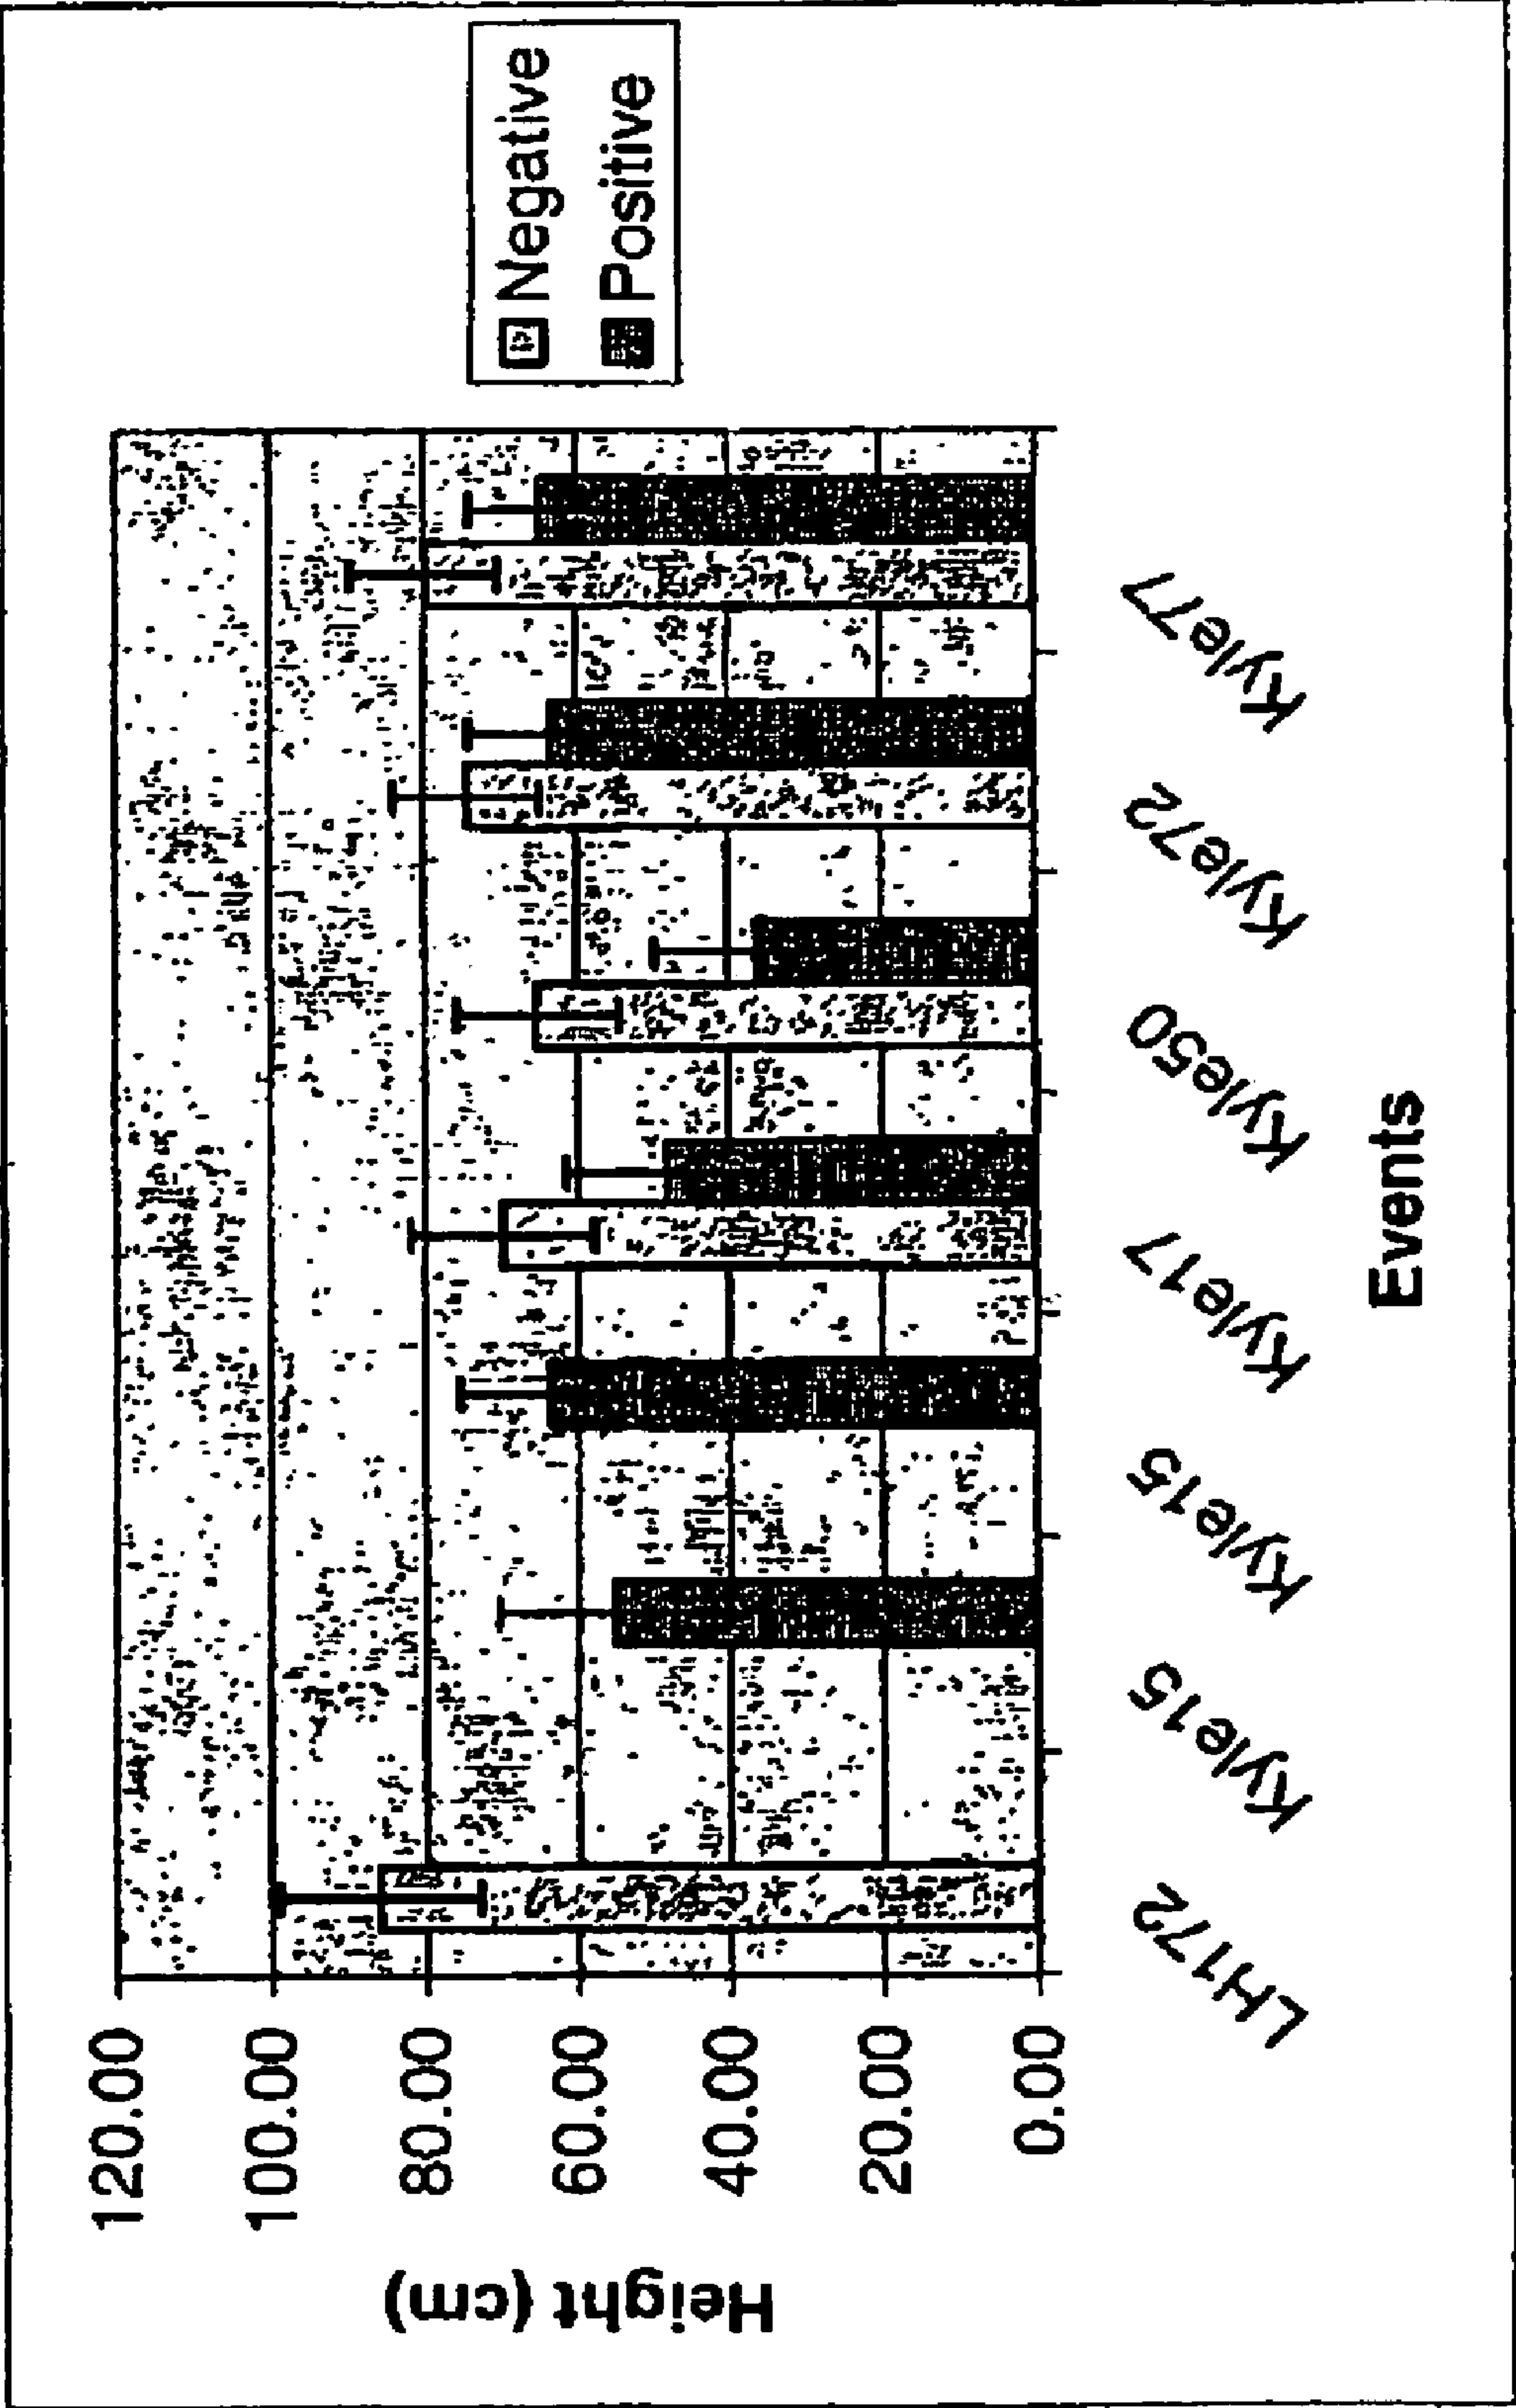 Height (cm)
120.00
100.00
80.00
60.00
40.00
20.00
0.00
LH172
Kyle15
Kyle15
Kyle17
Kyle50
Kyle72
Kyle77
Events
Negative
Positive